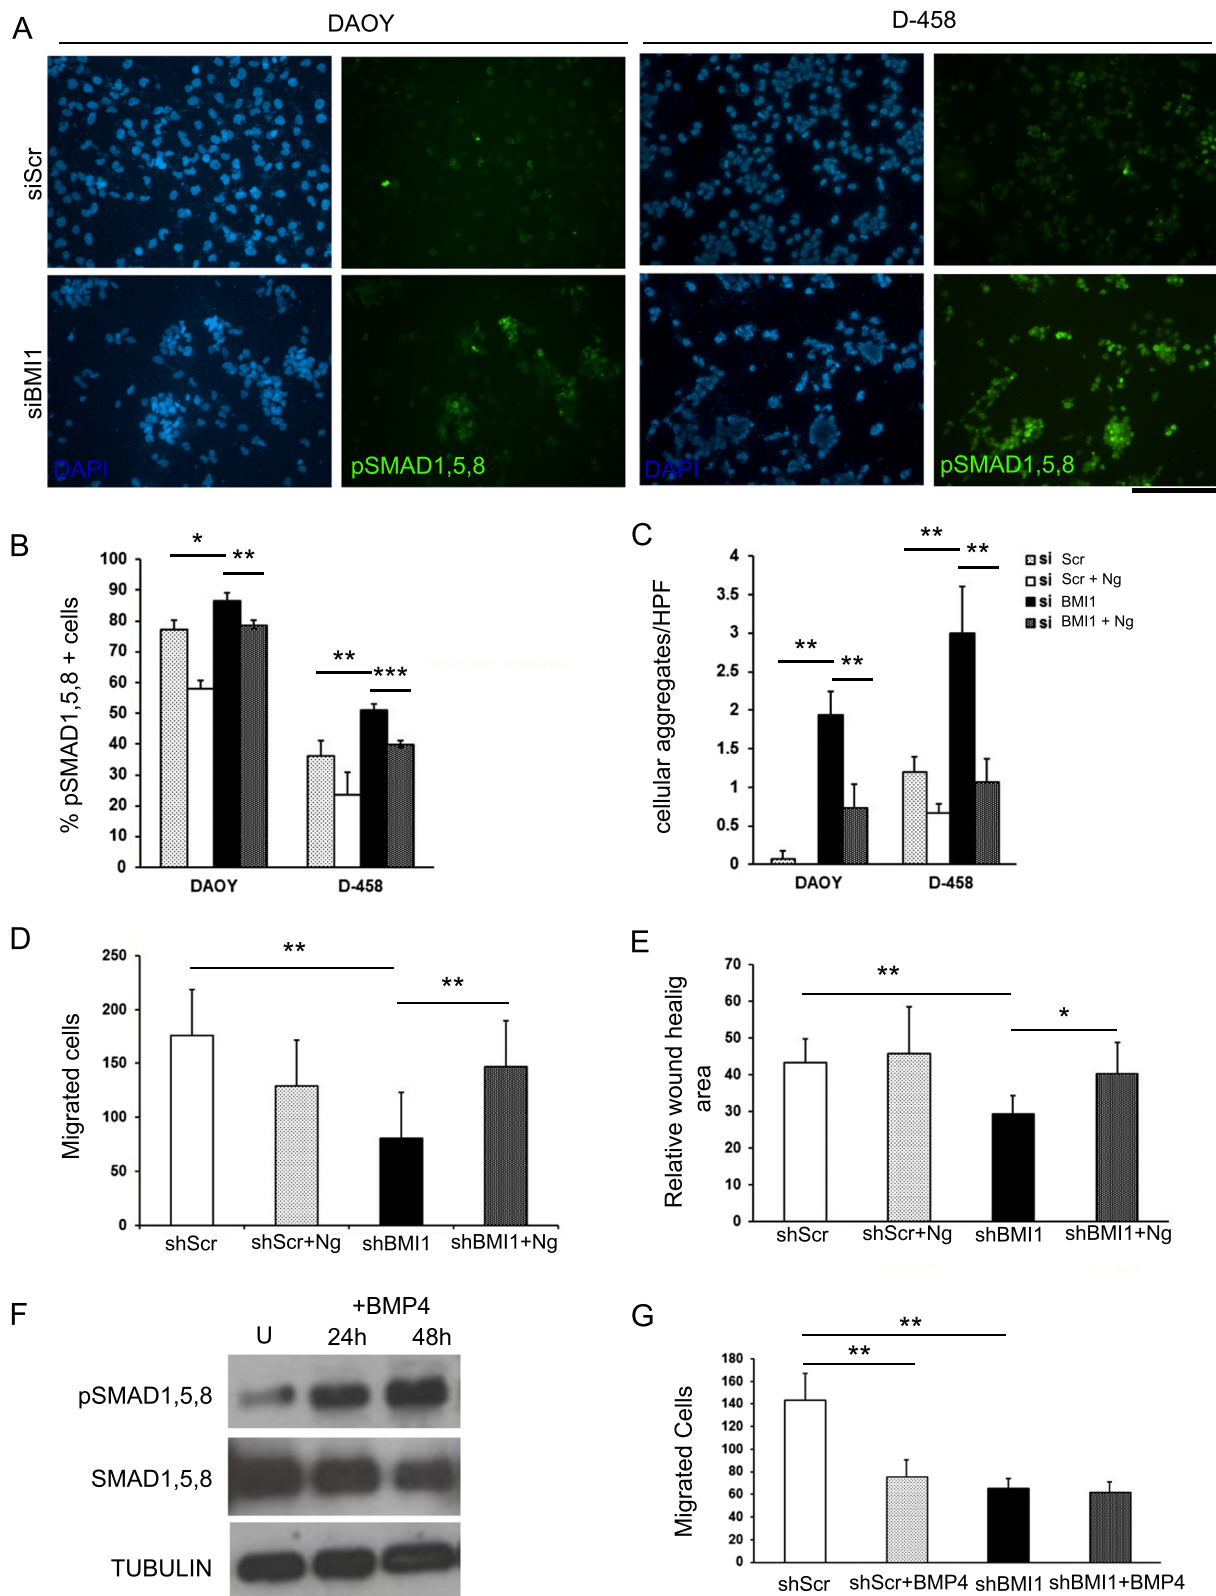 A
DAOY
D-458
siScr
siBMI1
DAPI
pSMAD1,5,8
DAPI
pSMAD1,5,8
B
% pSMAD1,5,8 + cells
100
90
80
70
60
50
40
30
20
10
0
*
**
**
***
DAOY
D-458
C
cellular aggregates/HPF
4
3.5
3
2.5
2
1.5
1
0.5
0
**
**
**
**
DAOY
D-458
si Scr
si Scr + Ng
si BMI1
si BMI1 + Ng
D
Migrated cells
250
200
150
100
50
0
**
**
shScr
shScr+Ng
shBMI1
shBMI1+Ng
E
Relative wound healig
area
70
60
50
40
30
20
10
0
**
*
shScr
shScr+Ng
shBMI1
shBMI1+Ng
F
+BMP4
U
24h
48h
pSMAD1,5,8
SMAD1,5,8
TUBULIN
G
Migrated Cells
180
160
140
120
100
80
60
40
20
0
**
**
shScr
shScr+BMP4
shBMI1
shBMI1+BMP4